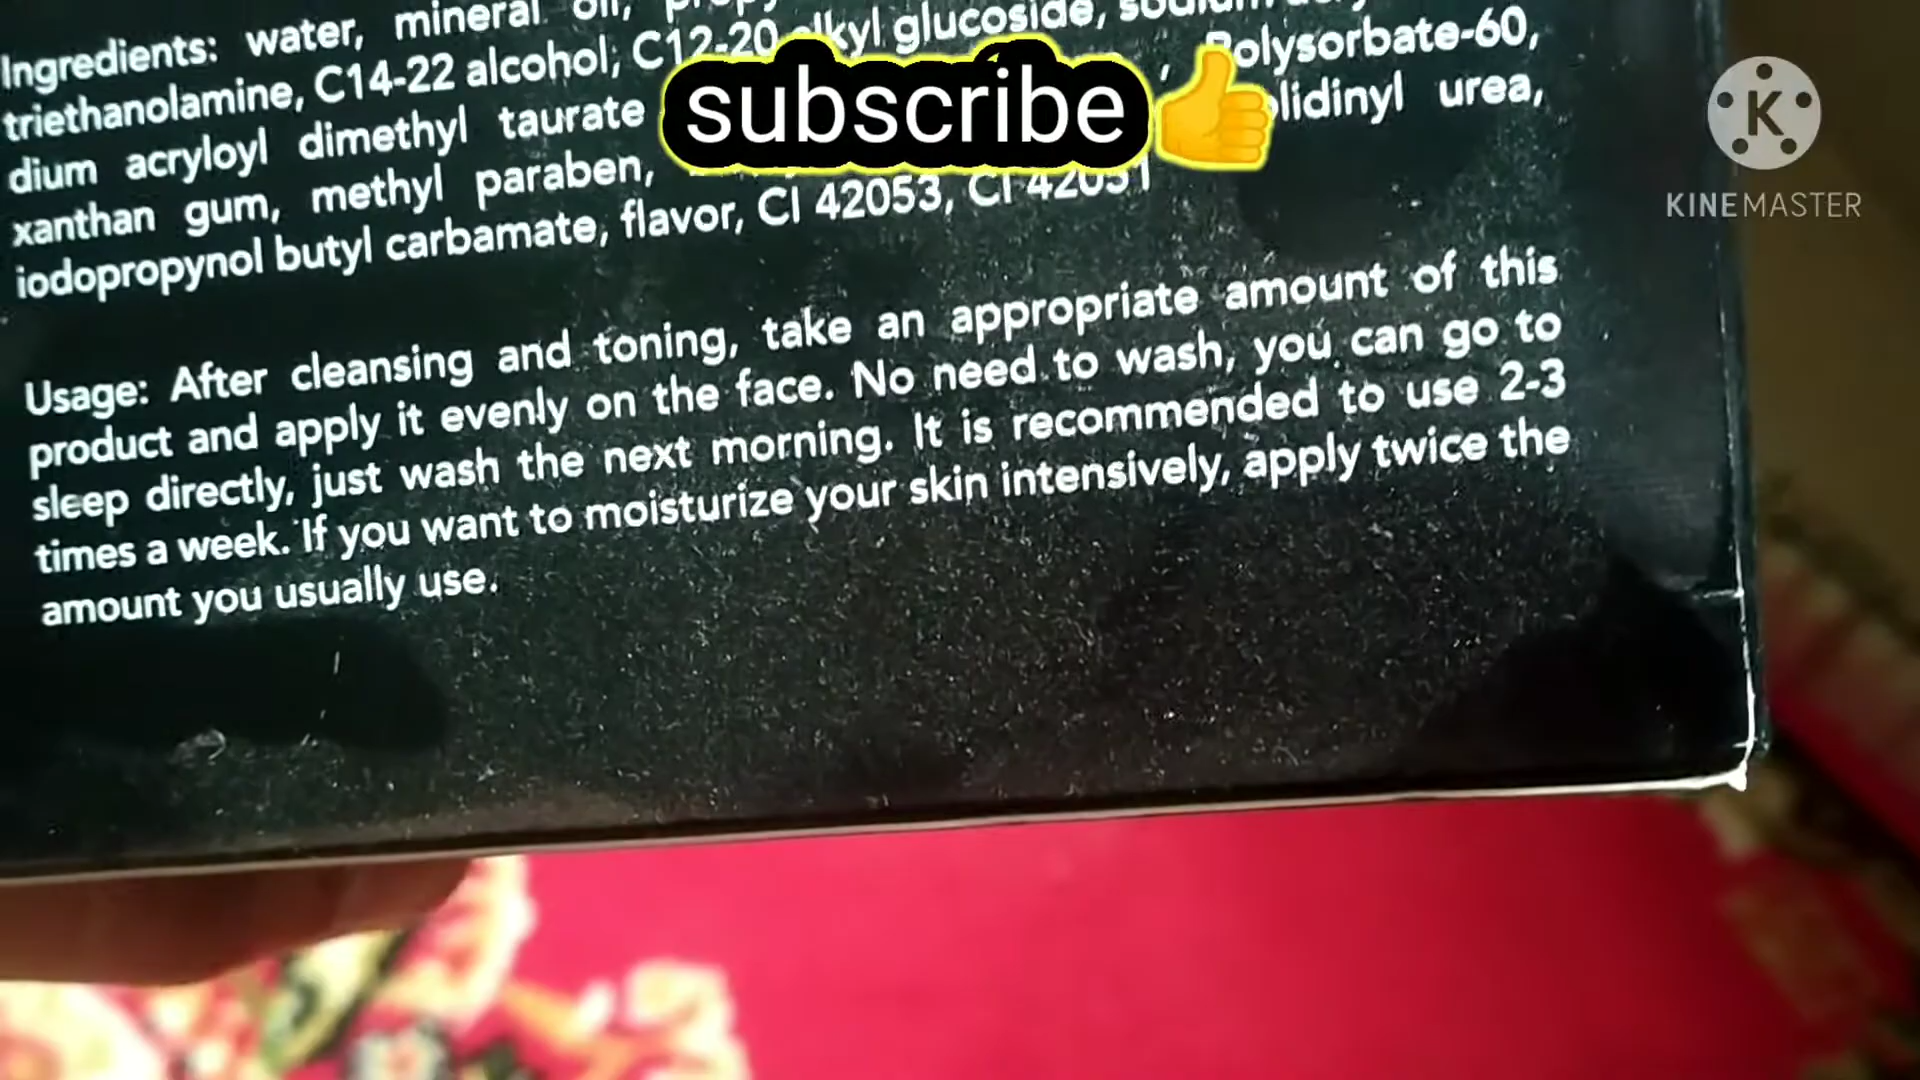 Ingredients: water, mineral oil,
triethanolamine, C14-22 alcohol, C12-20 alkyl glucoside,
dium acryloyl dimethyl taurate , Polysorbate-60,
xanthan gum, methyl paraben, urea,
iodopropynol butyl carbamate, flavor, CI 42053, CI 42051
subscribe
K
KINEMASTER
Usage: After cleansing and toning, take an appropriate amount of this
product and apply it evenly on the face. No need to wash, you can go to
sleep directly, just wash the next morning. It is recommended to use 2-3
times a week. If you want to moisturize your skin intensively, apply twice the
amount you usually use.